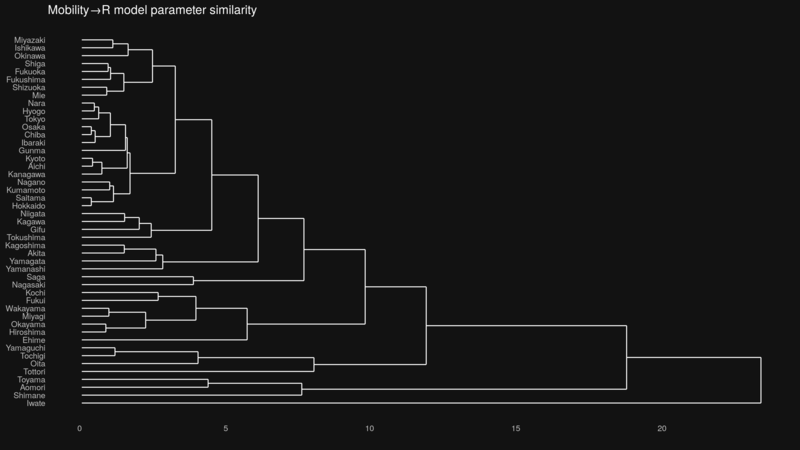 Mobility→R model parameter similarity
Miyazaki
Ishikawa
Okinawa
Shiga
Fukuoka
Fukushima
Shizuoka
Mie
Nara
Hyogo
Tokyo
Osaka
Chiba
Ibaraki
Gunma
Kyoto
Aichi
Kanagawa
Nagano
Kumamoto
Saitama
Hokkaido
Niigata
Kagawa
Gifu
Tokushima
Kagoshima
Akita
Yamagata
Yamanashi
Saga
Nagasaki
Kochi
Fukui
Wakayama
Miyagi
Okayama
Hiroshima
Ehime
Yamaguchi
Tochigi
Oita
Tottori
Toyama
Aomori
Shimane
Iwate
0 5 10 15 20